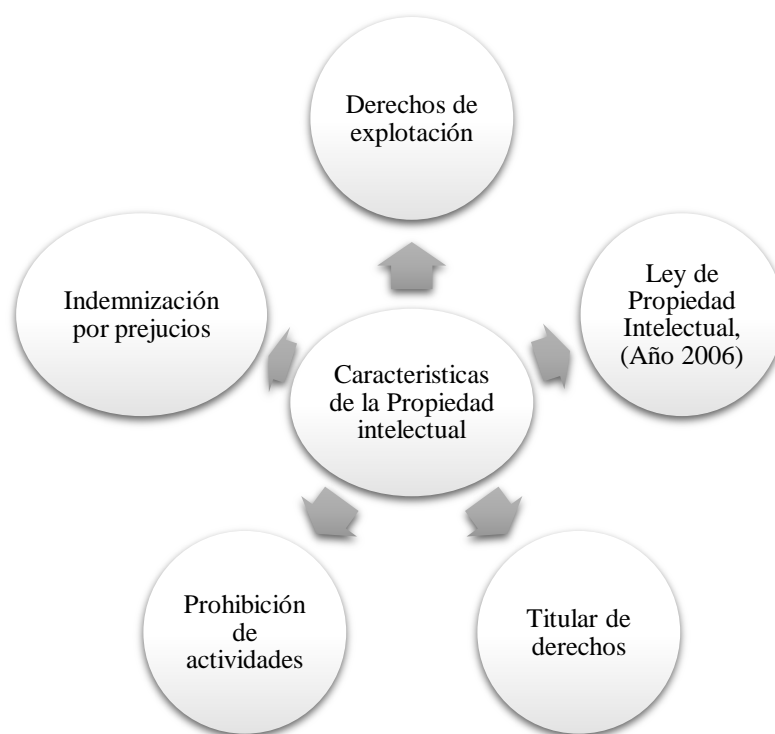 Derechos de
explotación
Ley de
Propiedad
Intelectual,
(Año 2006)
Titular de
derechos
Prohibición
de
actividades
Indemnización
por prejucios
Caracteristicas
de la Propiedad
intelectual